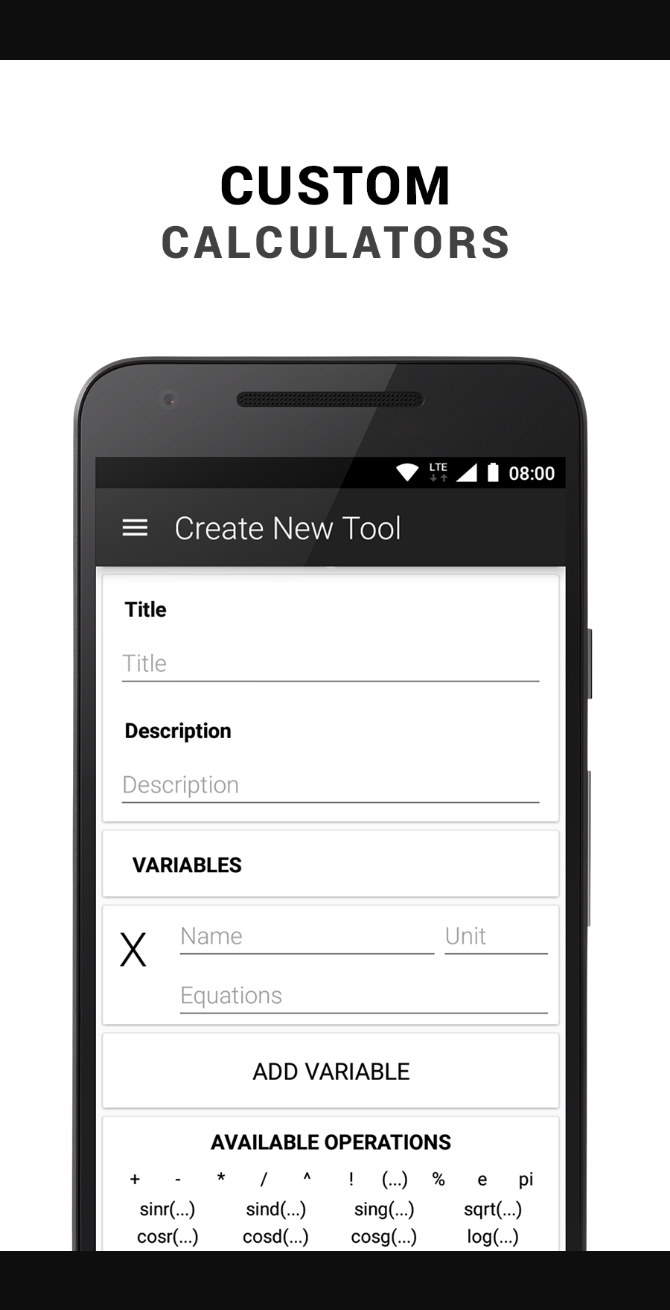 CUSTOM
CALCULATORS
LTE
08:00
Create New Tool
Title
Title
Description
Description
VARIABLES
X
Name Unit
Equations
ADD VARIABLE
AVAILABLE OPERATIONS
+ - * / ^ ! (...) % e pi
sinr(...) sind(...) sing(...) sqrt(...)
cosr(...) cosd(...) cosg(...) log(...)